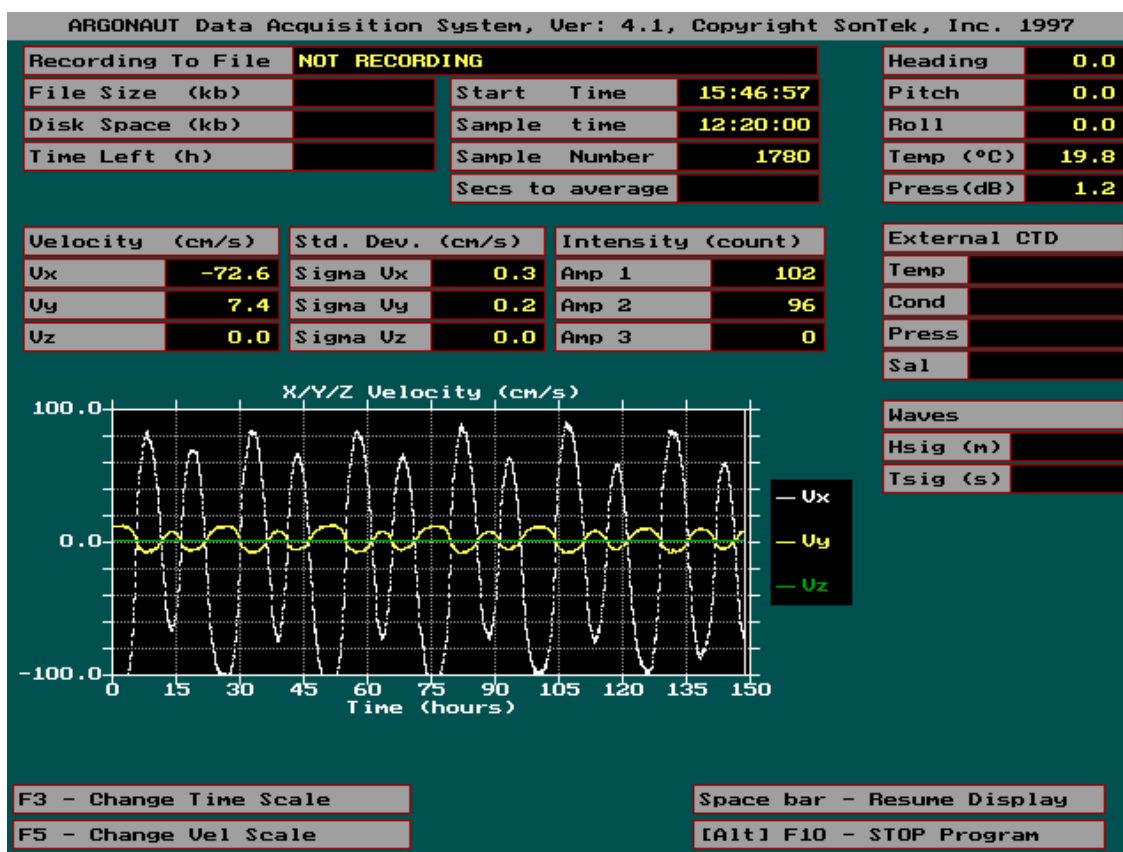 ARGONAUT Data Acquisition System, Ver: 4.1, Copyright SonTek, Inc. 1997
Recording To File NOT RECORDING
File Size (kb)
Disk Space (kb)
Time Left (h)
Start Time 15:46:57
Sample time 12:20:00
Sample Number 1780
Secs to average
Heading 0.0
Pitch 0.0
Roll 0.0
Temp (ºC) 19.8
Press(dB) 1.2
Velocity (cm/s)
Vx -72.6
Vy 7.4
Vz 0.0
Std. Dev. (cm/s)
Sigma Vx 0.3
Sigma Vy 0.2
Sigma Vz 0.0
Intensity (count)
Amp 1 102
Amp 2 96
Amp 3 0
External CTD
Temp
Cond
Press
Sal
Waves
Hsig (m)
Tsig (s)
X/Y/Z Velocity (cm/s)
100.0
0.0
-100.0
0 15 30 45 60 75 90 105 120 135 150
Time (hours)
Vx
Vy
Vz
F3 - Change Time Scale
F5 - Change Vel Scale
Space bar - Resume Display
[Alt] F10 - STOP Program